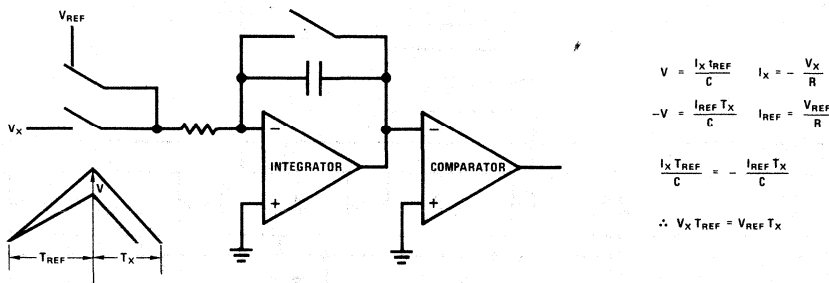 VREF
VX
−
INTEGRATOR
+
−
COMPARATOR
+
V
TREF
TX
V = IX tREF / C    IX = − VX / R
−V = IREF TX / C    IREF = VREF / R
IX TREF / C = − IREF TX / C
∴ VX TREF = VREF TX